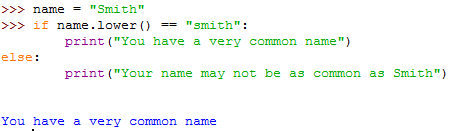 >>> name = "Smith"
>>> if name.lower() == "smith":
        print("You have a very common name")
else:
        print("Your name may not be as common as Smith")
You have a very common name